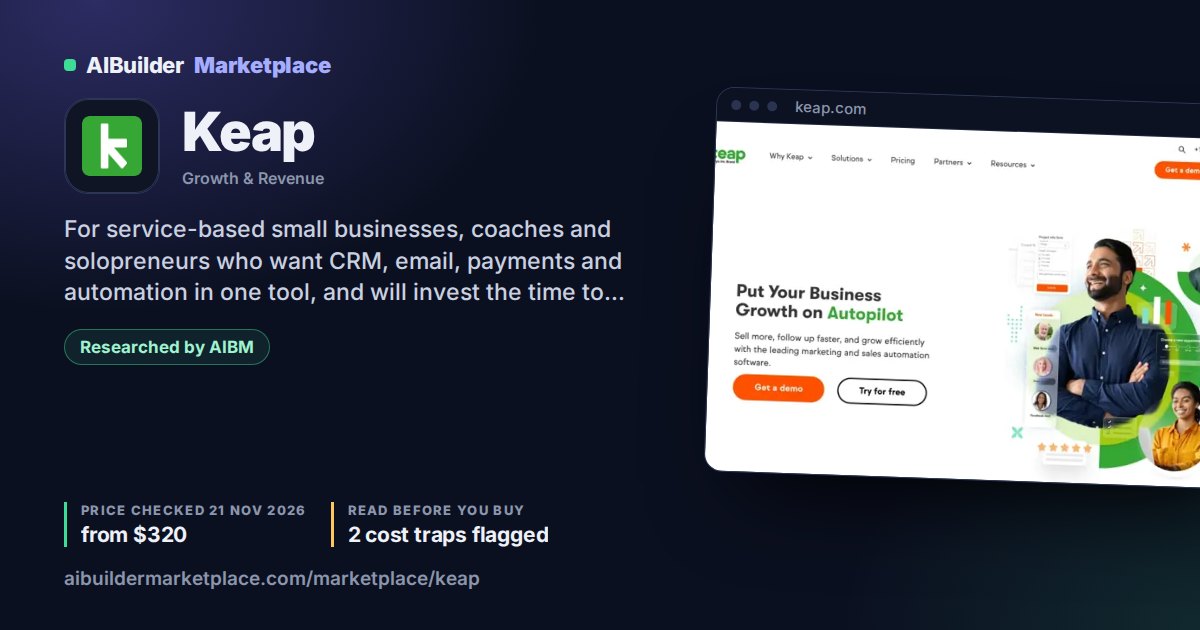 AIBuilder Marketplace
Keap
Growth & Revenue
For service-based small businesses, coaches and
solopreneurs who want CRM, email, payments and
automation in one tool, and will invest the time to…
Researched by AIBM
PRICE CHECKED 21 NOV 2026
from $320
READ BEFORE YOU BUY
2 cost traps flagged
aibuildermarketplace.com/marketplace/keap
keap.com
Why Keap
Solutions
Pricing
Partners
Resources
Put Your Business
Growth on Autopilot
Sell more, follow up faster, and grow efficiently
with the leading marketing and sales automation
software.
Get a demo
Try for free